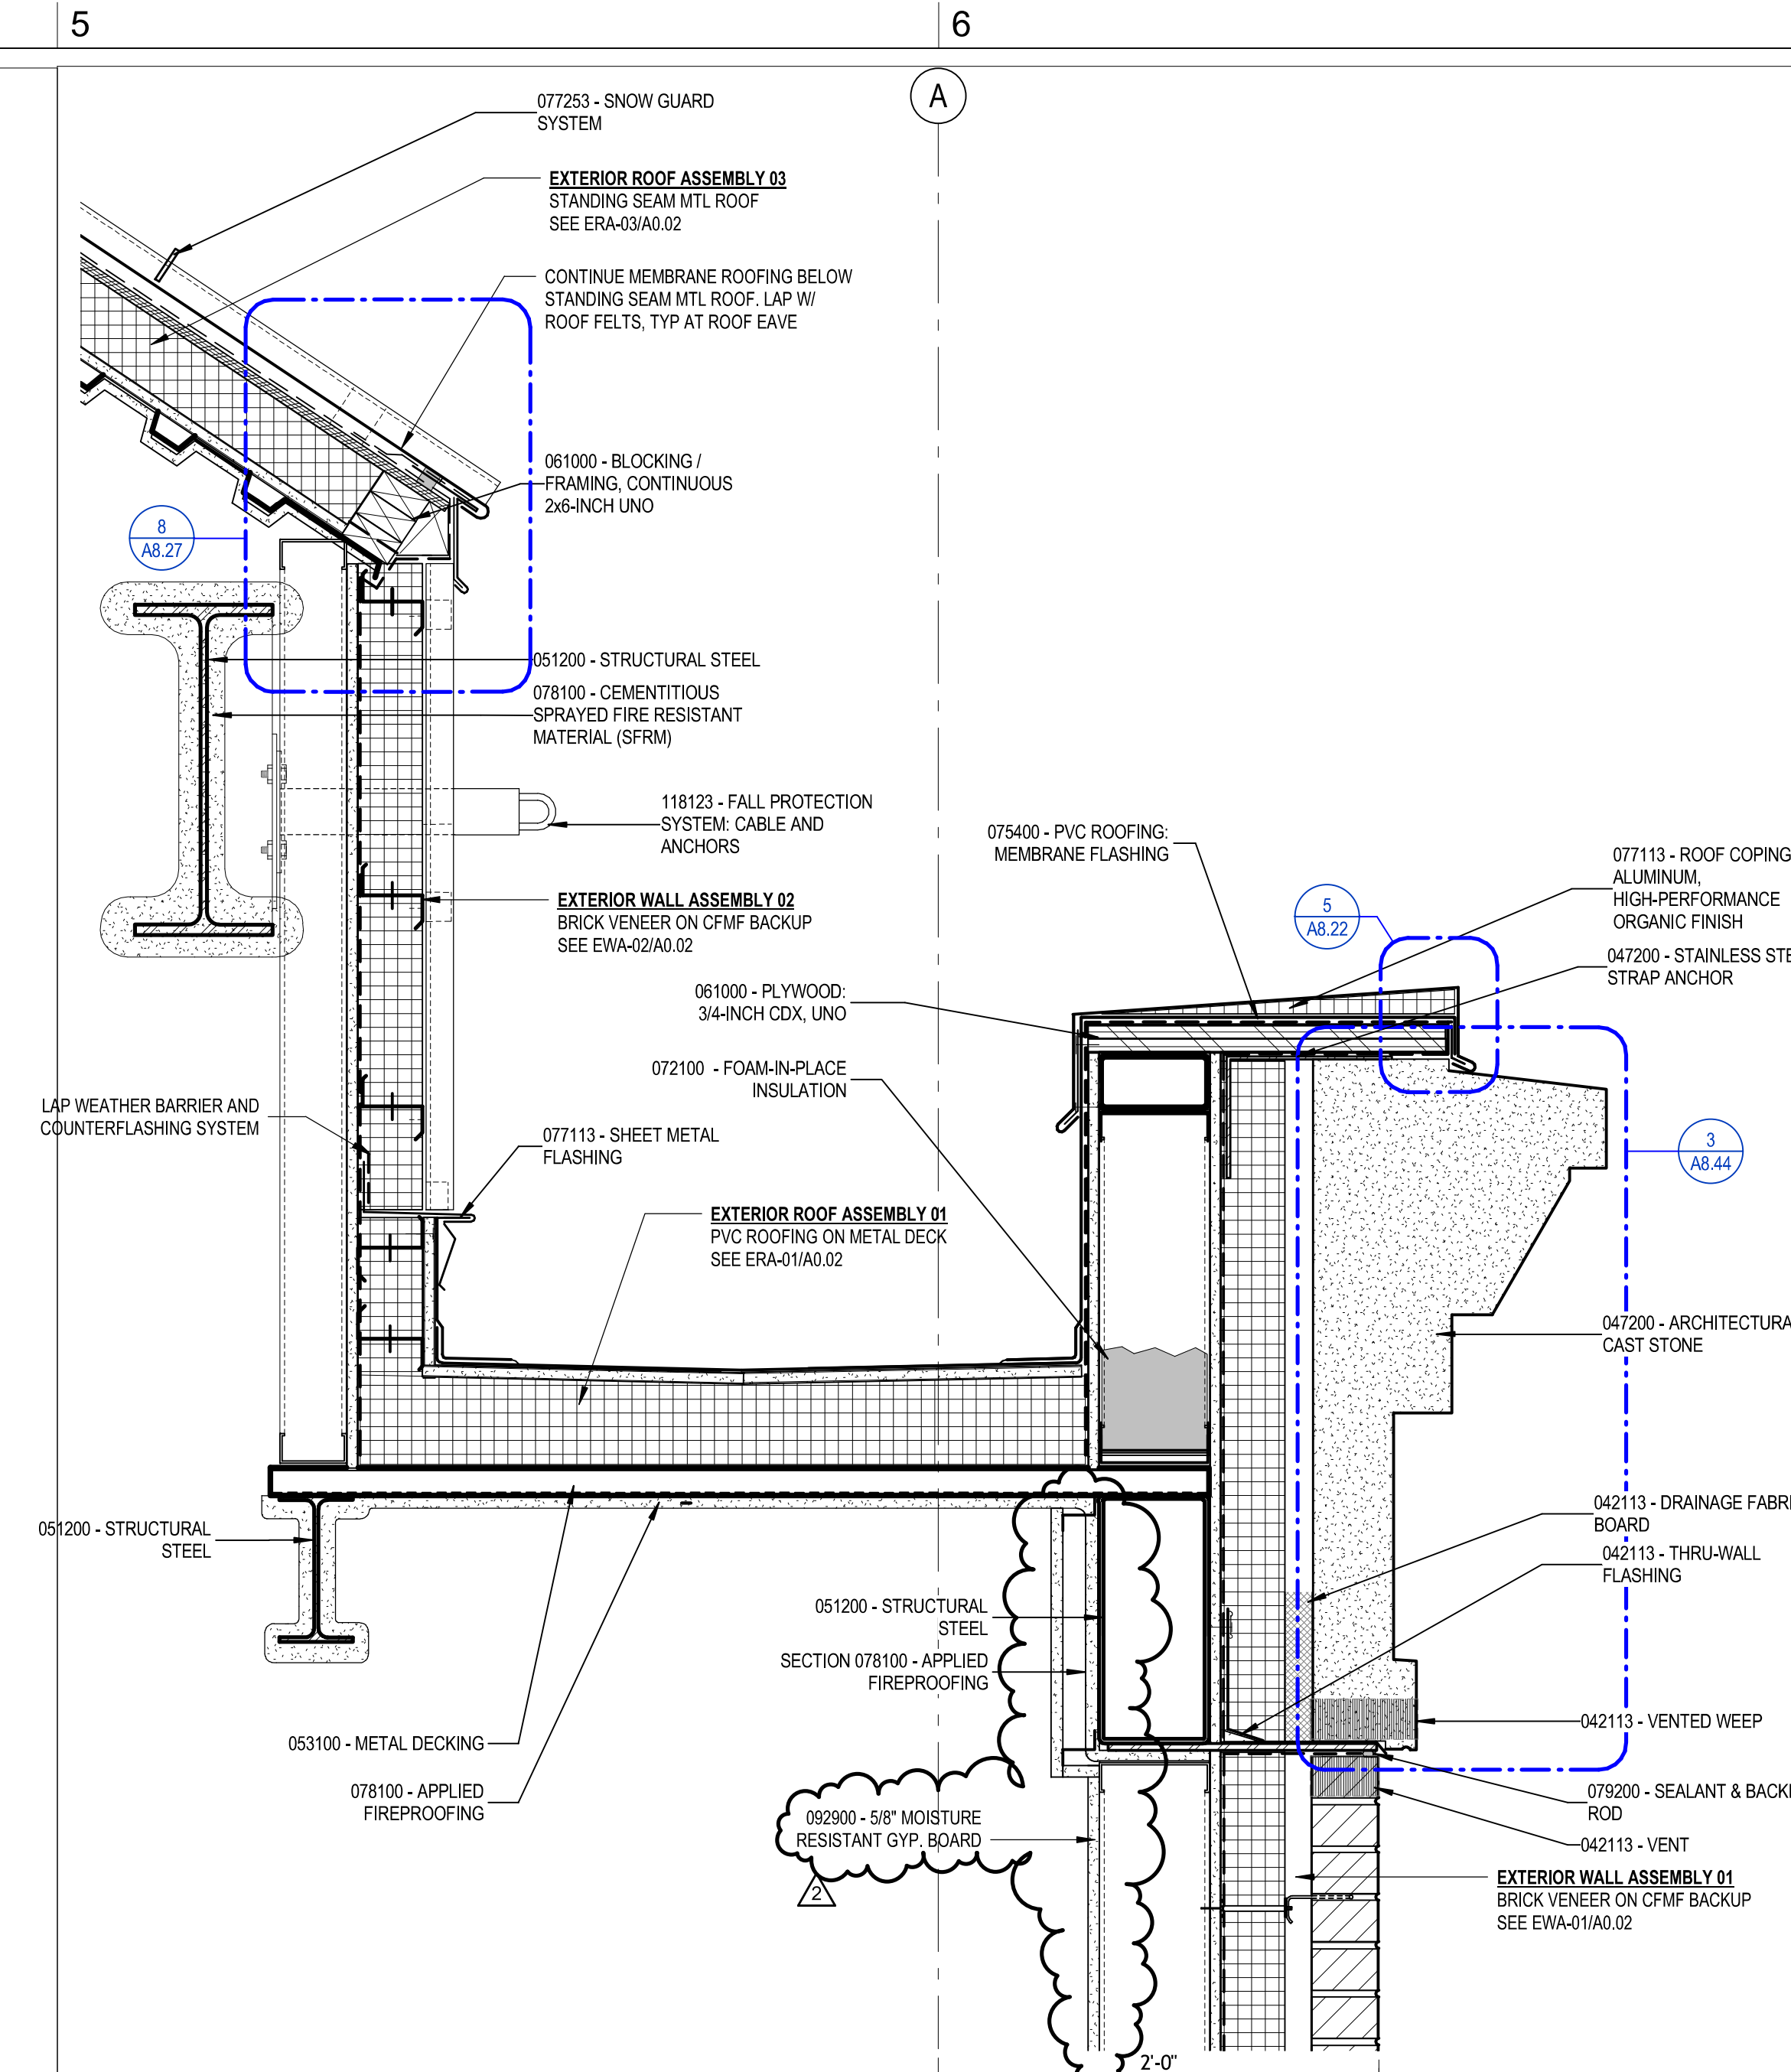 5
6
A
077253 - SNOW GUARD
SYSTEM
EXTERIOR ROOF ASSEMBLY 03
STANDING SEAM MTL ROOF
SEE ERA-03/A0.02
CONTINUE MEMBRANE ROOFING BELOW
STANDING SEAM MTL ROOF. LAP W/
ROOF FELTS, TYP AT ROOF EAVE
061000 - BLOCKING /
FRAMING, CONTINUOUS
2x6-INCH UNO
8
A8.27
051200 - STRUCTURAL STEEL
078100 - CEMENTITIOUS
SPRAYED FIRE RESISTANT
MATERIAL (SFRM)
118123 - FALL PROTECTION
SYSTEM: CABLE AND
ANCHORS
EXTERIOR WALL ASSEMBLY 02
BRICK VENEER ON CFMF BACKUP
SEE EWA-02/A0.02
075400 - PVC ROOFING:
MEMBRANE FLASHING
077113 - ROOF COPING
ALUMINUM,
HIGH-PERFORMANCE
ORGANIC FINISH
5
A8.22
047200 - STAINLESS STE
STRAP ANCHOR
061000 - PLYWOOD:
3/4-INCH CDX, UNO
072100 - FOAM-IN-PLACE
INSULATION
LAP WEATHER BARRIER AND
COUNTERFLASHING SYSTEM
077113 - SHEET METAL
FLASHING
3
A8.44
EXTERIOR ROOF ASSEMBLY 01
PVC ROOFING ON METAL DECK
SEE ERA-01/A0.02
047200 - ARCHITECTURA
CAST STONE
042113 - DRAINAGE FABRI
BOARD
042113 - THRU-WALL
FLASHING
051200 - STRUCTURAL
STEEL
051200 - STRUCTURAL
STEEL
SECTION 078100 - APPLIED
FIREPROOFING
053100 - METAL DECKING
078100 - APPLIED
FIREPROOFING
042113 - VENTED WEEP
079200 - SEALANT & BACK
ROD
042113 - VENT
092900 - 5/8" MOISTURE
RESISTANT GYP. BOARD
2
EXTERIOR WALL ASSEMBLY 01
BRICK VENEER ON CFMF BACKUP
SEE EWA-01/A0.02
2'-0"